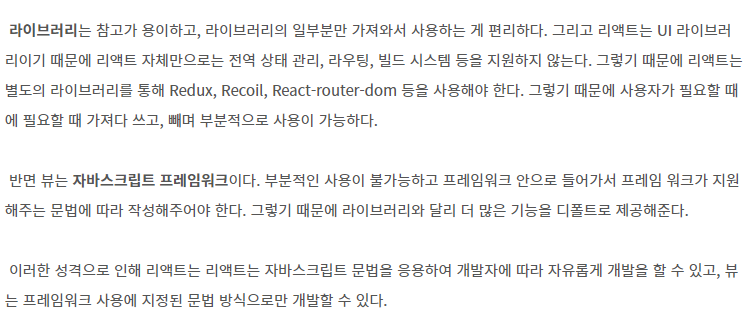 라이브러리는 참고가 용이하고, 라이브러리의 일부분만 가져와서 사용하는 게 편리하다. 그리고 리액트는 UI 라이브러
리이기 때문에 리액트 자체만으로는 전역 상태 관리, 라우팅, 빌드 시스템 등을 지원하지 않는다. 그렇기 때문에 리액트는
별도의 라이브러리를 통해 Redux, Recoil, React-router-dom 등을 사용해야 한다. 그렇기 때문에 사용자가 필요할 때
에 필요할 때 가져다 쓰고, 빼며 부분적으로 사용이 가능하다.
반면 뷰는 자바스크립트 프레임워크이다. 부분적인 사용이 불가능하고 프레임워크 안으로 들어가서 프레임 워크가 지원
해주는 문법에 따라 작성해주어야 한다. 그렇기 때문에 라이브러리와 달리 더 많은 기능을 디폴트로 제공해준다.
이러한 성격으로 인해 리액트는 리액트는 자바스크립트 문법을 응용하여 개발자에 따라 자유롭게 개발을 할 수 있고, 뷰
는 프레임워크 사용에 지정된 문법 방식으로만 개발할 수 있다.